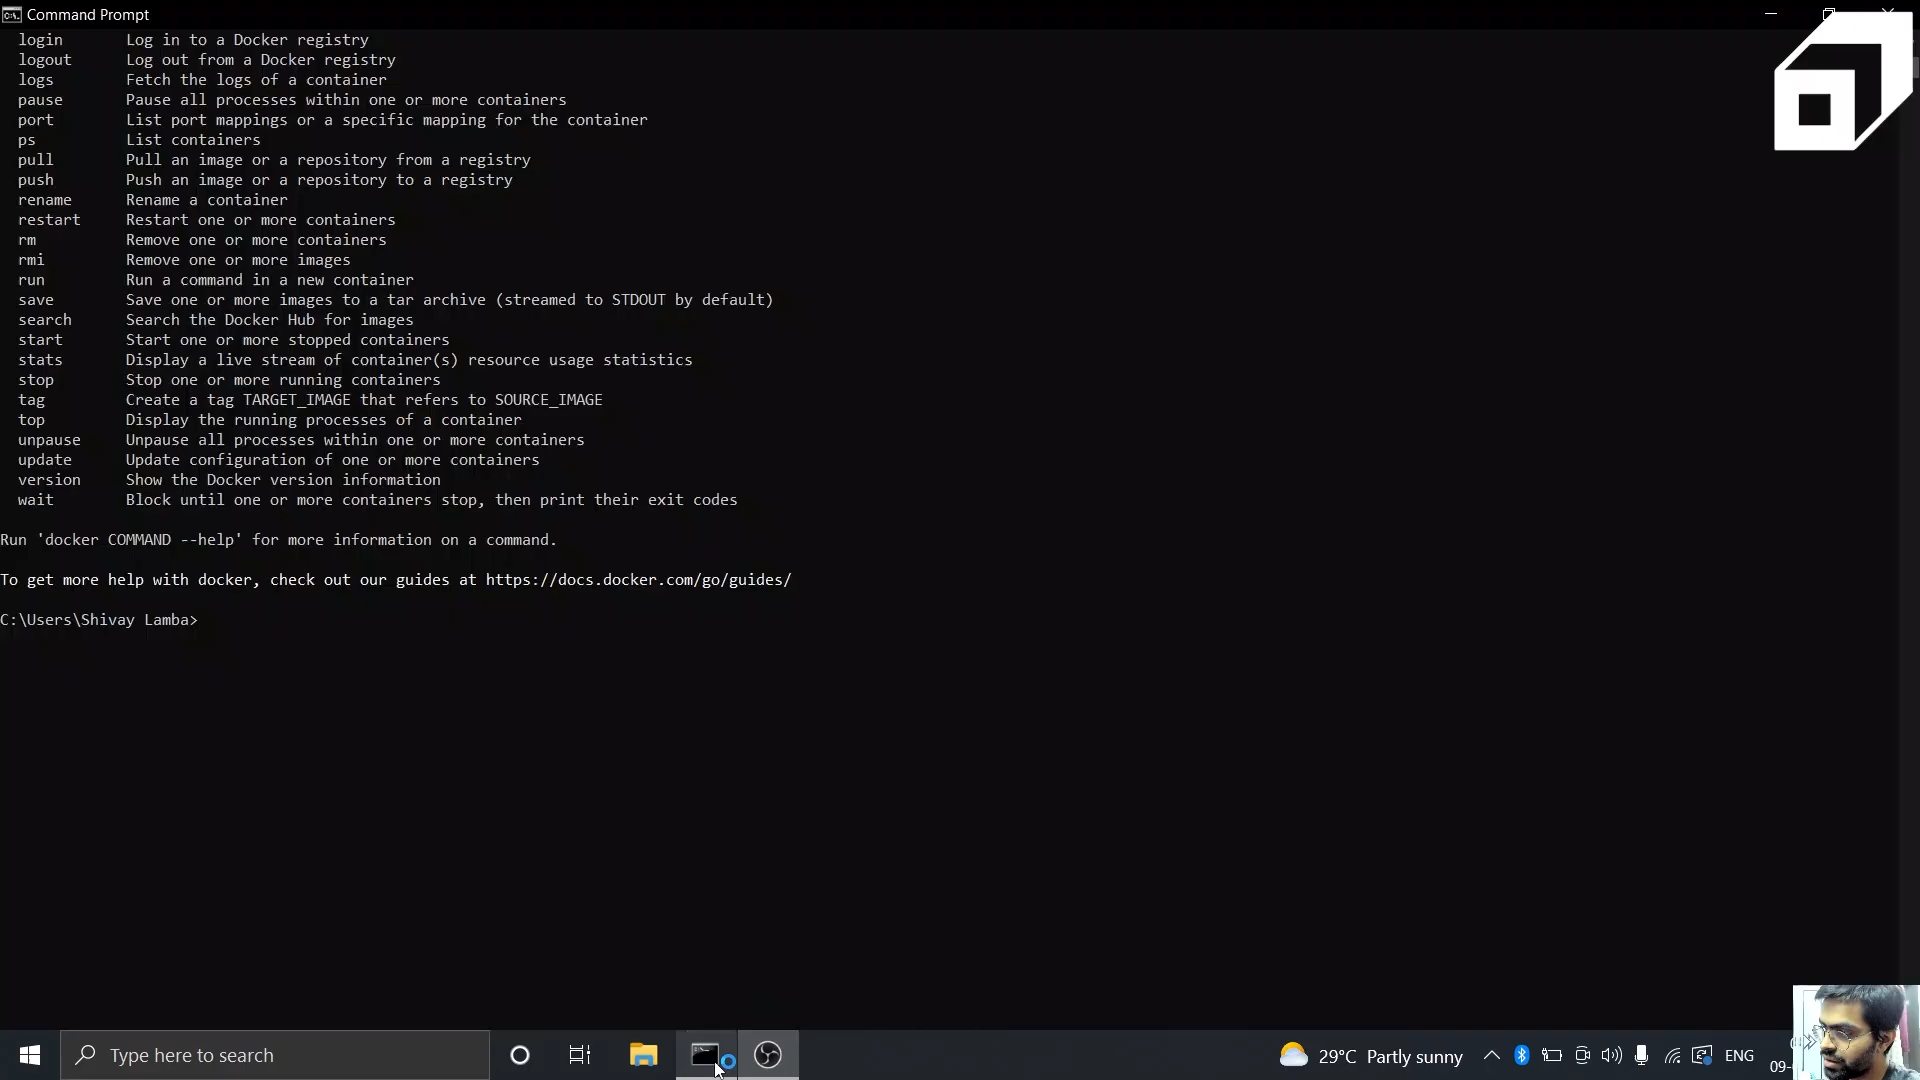 Command Prompt
login Log in to a Docker registry
logout Log out from a Docker registry
logs Fetch the logs of a container
pause Pause all processes within one or more containers
port List port mappings or a specific mapping for the container
ps List containers
pull Pull an image or a repository from a registry
push Push an image or a repository to a registry
rename Rename a container
restart Restart one or more containers
rm Remove one or more containers
rmi Remove one or more images
run Run a command in a new container
save Save one or more images to a tar archive (streamed to STDOUT by default)
search Search the Docker Hub for images
start Start one or more stopped containers
stats Display a live stream of container(s) resource usage statistics
stop Stop one or more running containers
tag Create a tag TARGET_IMAGE that refers to SOURCE_IMAGE
top Display the running processes of a container
unpause Unpause all processes within one or more containers
update Update configuration of one or more containers
version Show the Docker version information
wait Block until one or more containers stop, then print their exit codes
Run 'docker COMMAND --help' for more information on a command.
To get more help with docker, check out our guides at https://docs.docker.com/go/guides/
C:\Users\Shivay Lamba>
Type here to search
29°C Partly sunny
ENG
09-